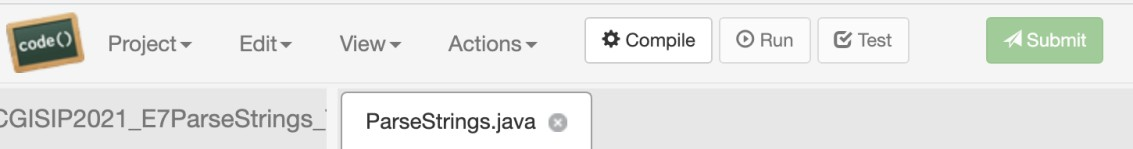 code() Project Edit View Actions Compile Run Test Submit
CGISIP2021_E7ParseStrings_ ParseStrings.java